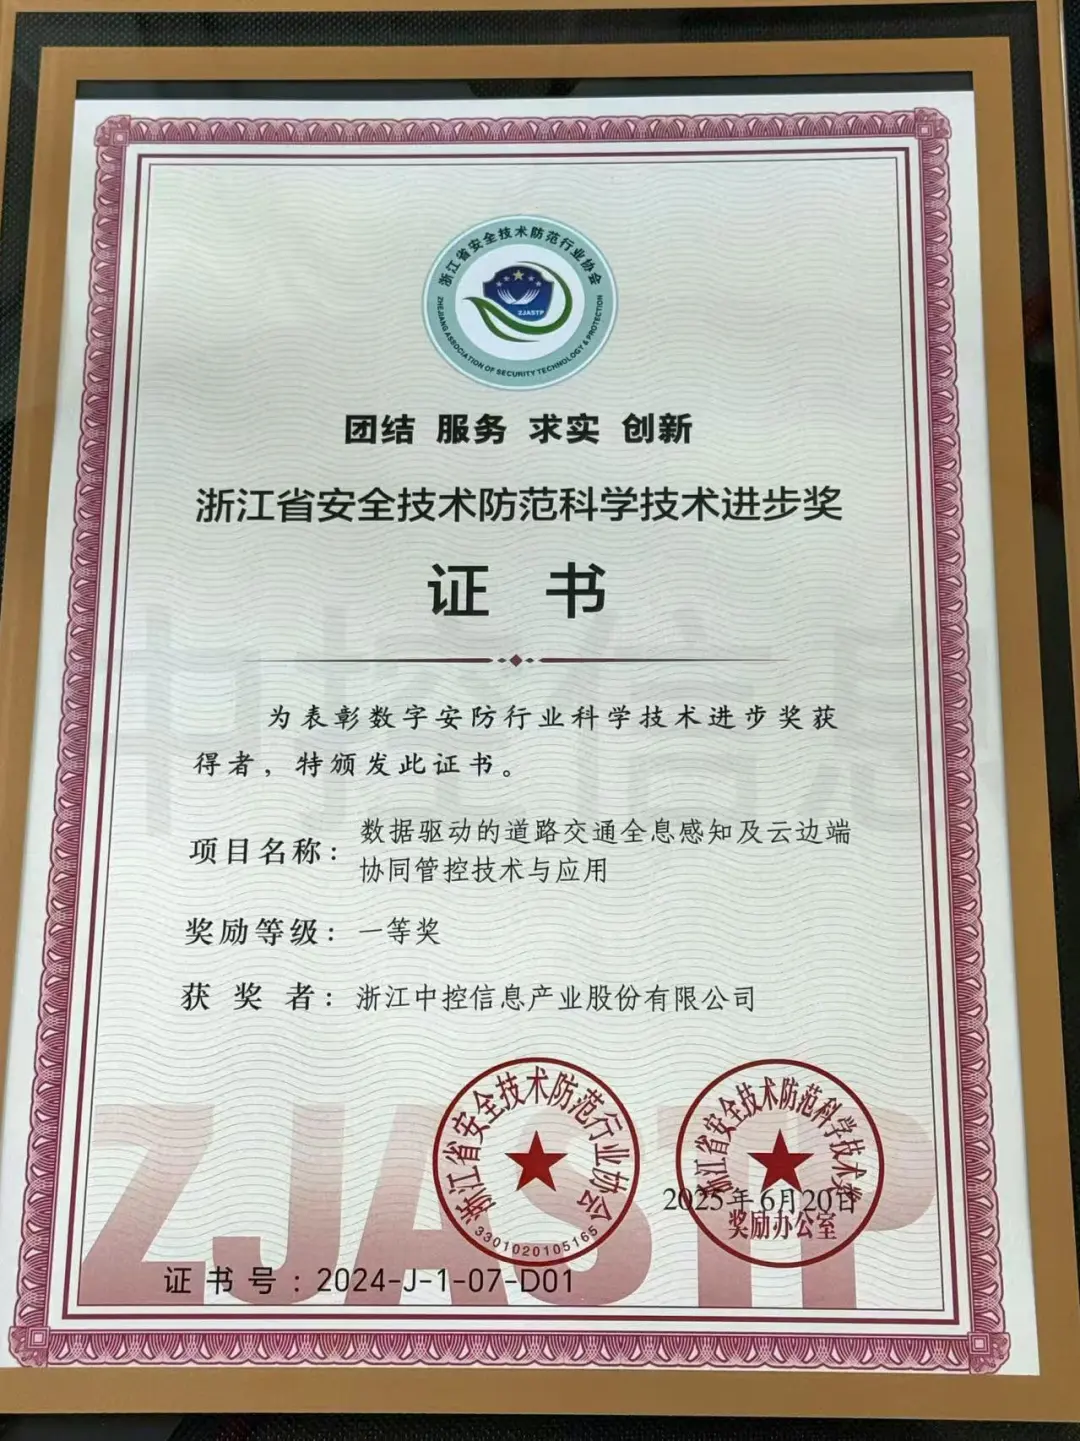 浙江省安全技术防范行业协会
ZJASTP
ZHEJIANG ASSOCIATION OF SECURITY TECHNOLOGY & PROTECTION
团结 服务 求实 创新
浙江省安全技术防范科学技术进步奖
证 书
中控信息
为表彰数字安防行业科学技术进步奖获
得者，特颁发此证书。
项目名称：数据驱动的道路交通全息感知及云边端
协同管控技术与应用
奖励等级：一等奖
获 奖 者：浙江中控信息产业股份有限公司
浙江省安全技术防范行业协会
3301020105165
浙江省安全技术防范科学技术奖
2025年6月20日
奖励办公室
ZJASTP
证 书 号：2024-J-1-07-D01